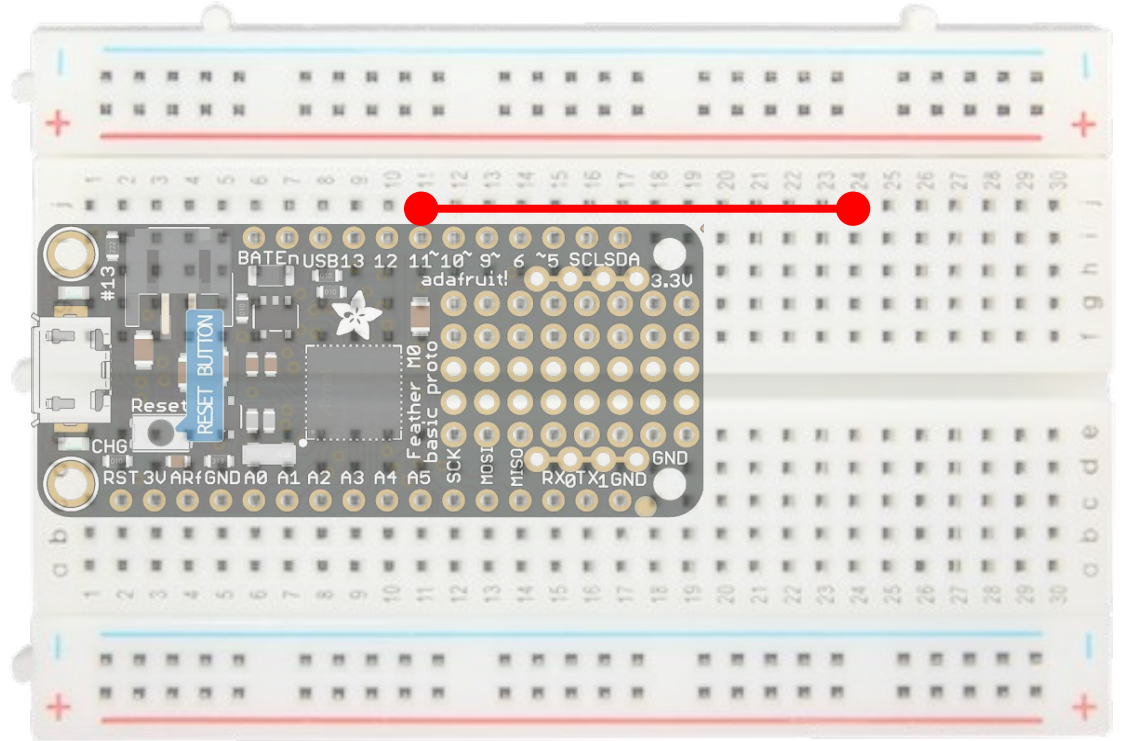 − −
+ +
1 2 3 4 5 6 7 8 9 10 11 12 13 14 15 16 17 18 19 20 21 22 23 24 25 26 27 28 29 30
j j
i
h
g
f
BAT En USB 13 12 11~ 10~ 9~ 6 ~5 SCL SDA
adafruit! 3.3V
#13
RESET BUTTON
Reset
Feather M0
basic proto
CHG
GND
RST 3V ARf GND A0 A1 A2 A3 A4 A5 SCK MOSI MISO RX0 TX1 GND
e
d
c
b b
a a
1 2 3 4 5 6 7 8 9 10 11 12 13 14 15 16 17 18 19 20 21 22 23 24 25 26 27 28 29 30
− −
+ +